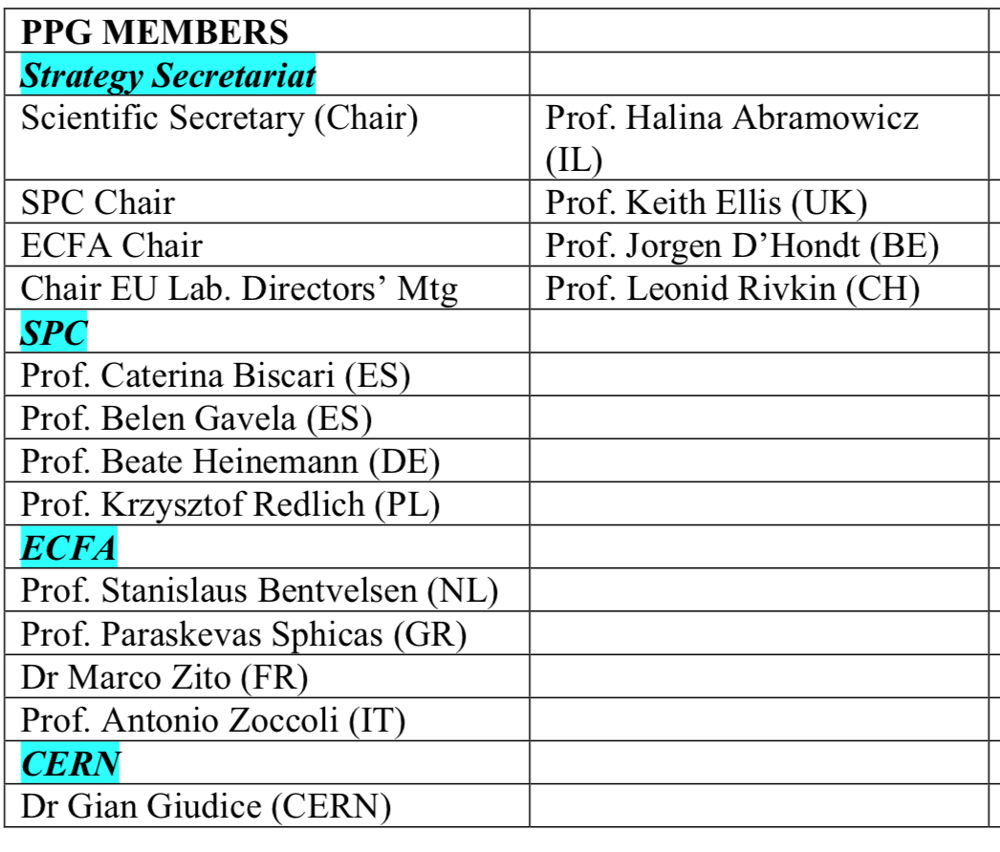 PPG MEMBERS
Strategy Secretariat
Scientific Secretary (Chair) Prof. Halina Abramowicz
(IL)
SPC Chair Prof. Keith Ellis (UK)
ECFA Chair Prof. Jorgen D’Hondt (BE)
Chair EU Lab. Directors’ Mtg Prof. Leonid Rivkin (CH)
SPC
Prof. Caterina Biscari (ES)
Prof. Belen Gavela (ES)
Prof. Beate Heinemann (DE)
Prof. Krzysztof Redlich (PL)
ECFA
Prof. Stanislaus Bentvelsen (NL)
Prof. Paraskevas Sphicas (GR)
Dr Marco Zito (FR)
Prof. Antonio Zoccoli (IT)
CERN
Dr Gian Giudice (CERN)